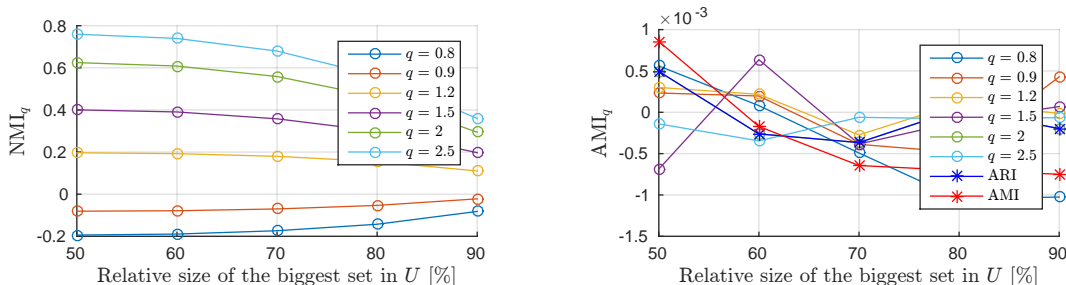 0.8
0.6
0.4
0.2
0
-0.2
NMI_q
50 60 70 80 90
Relative size of the biggest set in U [%]
q = 0.8
q = 0.9
q = 1.2
q = 1.5
q = 2
q = 2.5
×10⁻³
1
0.5
0
-0.5
-1
-1.5
AMI_q
50 60 70 80 90
Relative size of the biggest set in U [%]
q = 0.8
q = 0.9
q = 1.2
q = 1.5
q = 2
q = 2.5
ARI
AMI